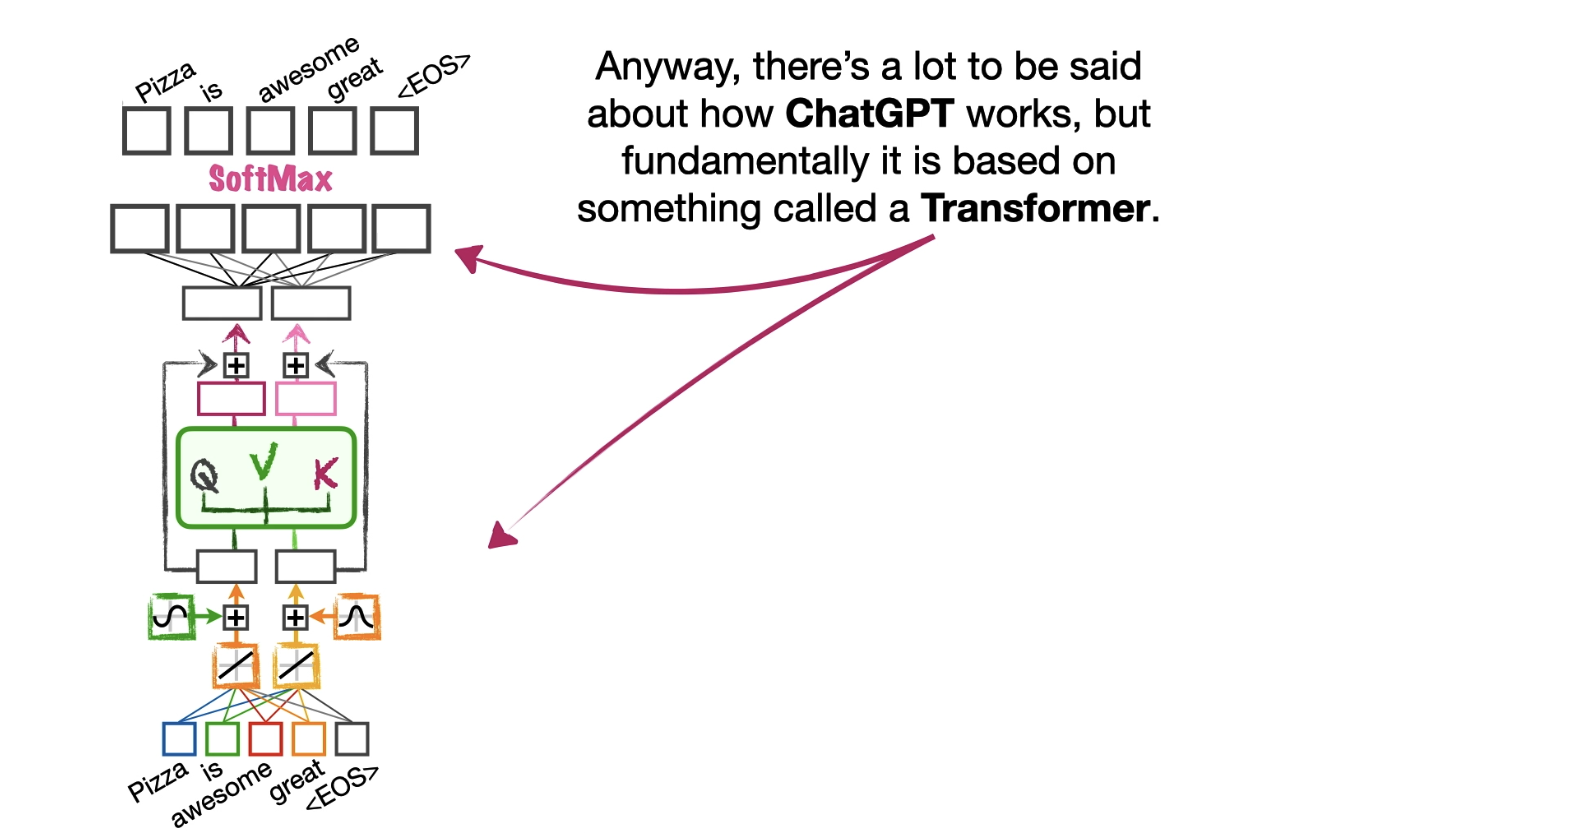 Pizza is awesome great <EOS>
Anyway, there's a lot to be said
about how ChatGPT works, but
fundamentally it is based on
something called a Transformer.
SoftMax
+ +
Q V K
+ +
Pizza is awesome great <EOS>